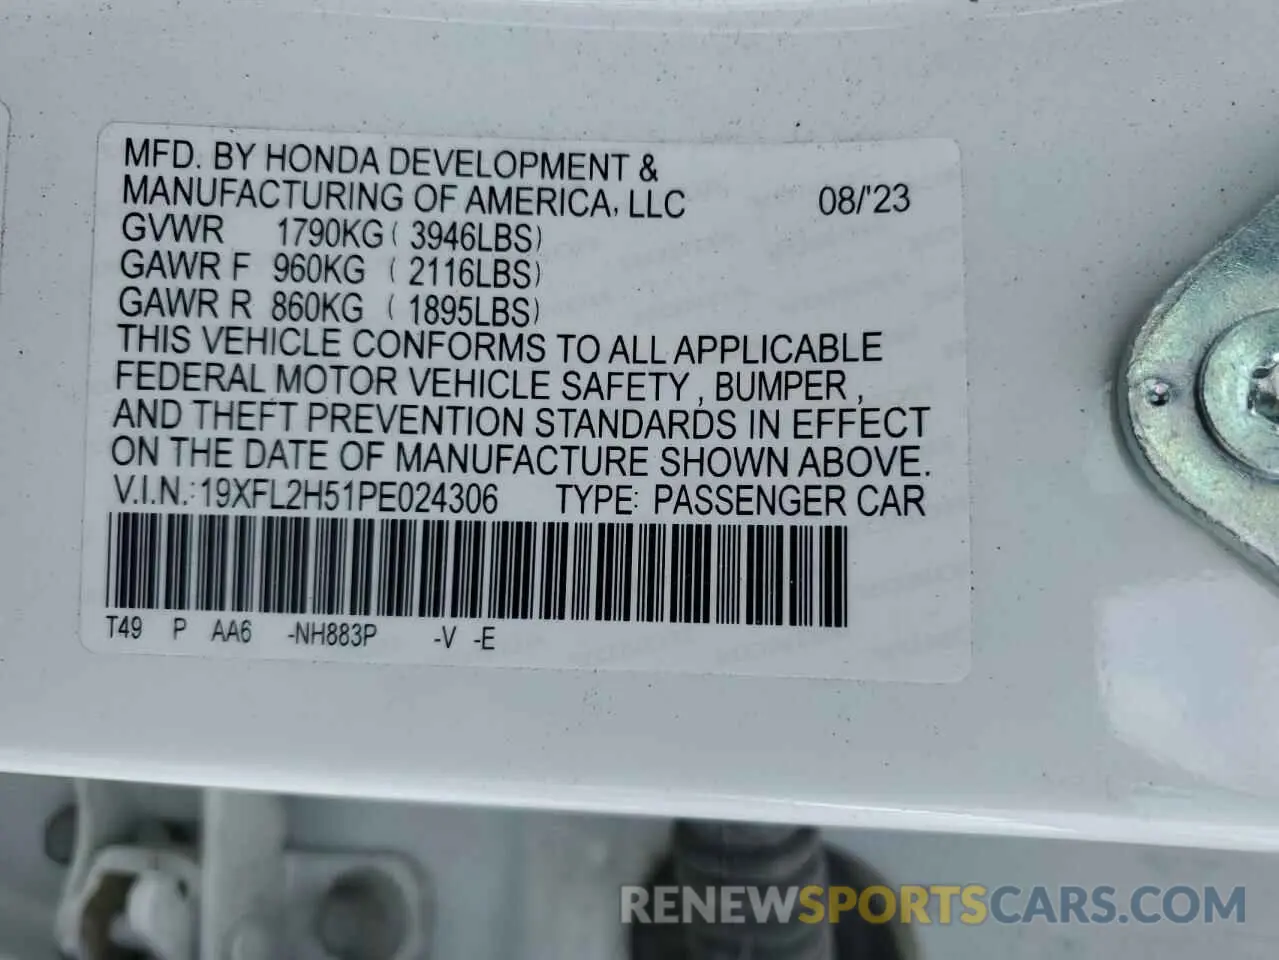 MFD. BY HONDA DEVELOPMENT &
MANUFACTURING OF AMERICA, LLC 08/'23
GVWR 1790KG ( 3946LBS)
GAWR F 960KG ( 2116LBS)
GAWR R 860KG ( 1895LBS)
THIS VEHICLE CONFORMS TO ALL APPLICABLE
FEDERAL MOTOR VEHICLE SAFETY , BUMPER ,
AND THEFT PREVENTION STANDARDS IN EFFECT
ON THE DATE OF MANUFACTURE SHOWN ABOVE.
V.I.N.: 19XFL2H51PE024306 TYPE: PASSENGER CAR
T49 P AA6 -NH883P -V -E
RENEWSPORTSCARS.COM